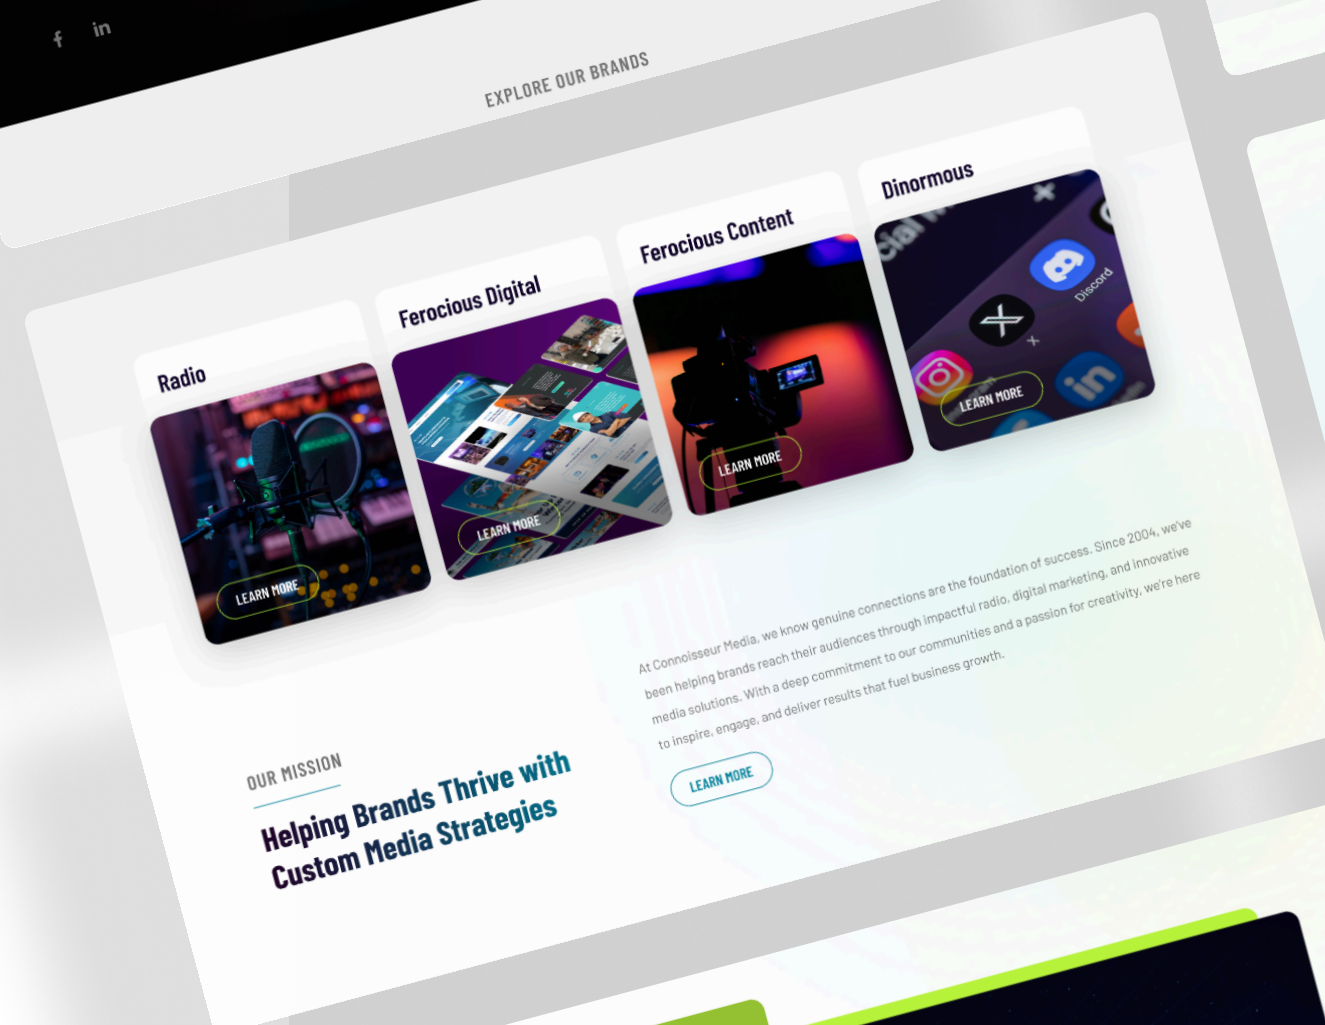 EXPLORE OUR BRANDS
Radio
LEARN MORE
Ferocious Digital
LEARN MORE
Ferocious Content
LEARN MORE
Dinormous
Discord
X
LEARN MORE
OUR MISSION
Helping Brands Thrive with
Custom Media Strategies
At Connoisseur Media, we know genuine connections are the foundation of success. Since 2004, we've
been helping brands reach their audiences through impactful radio, digital marketing, and innovative
media solutions. With a deep commitment to our communities and a passion for creativity, we're here
to inspire, engage, and deliver results that fuel business growth.
LEARN MORE